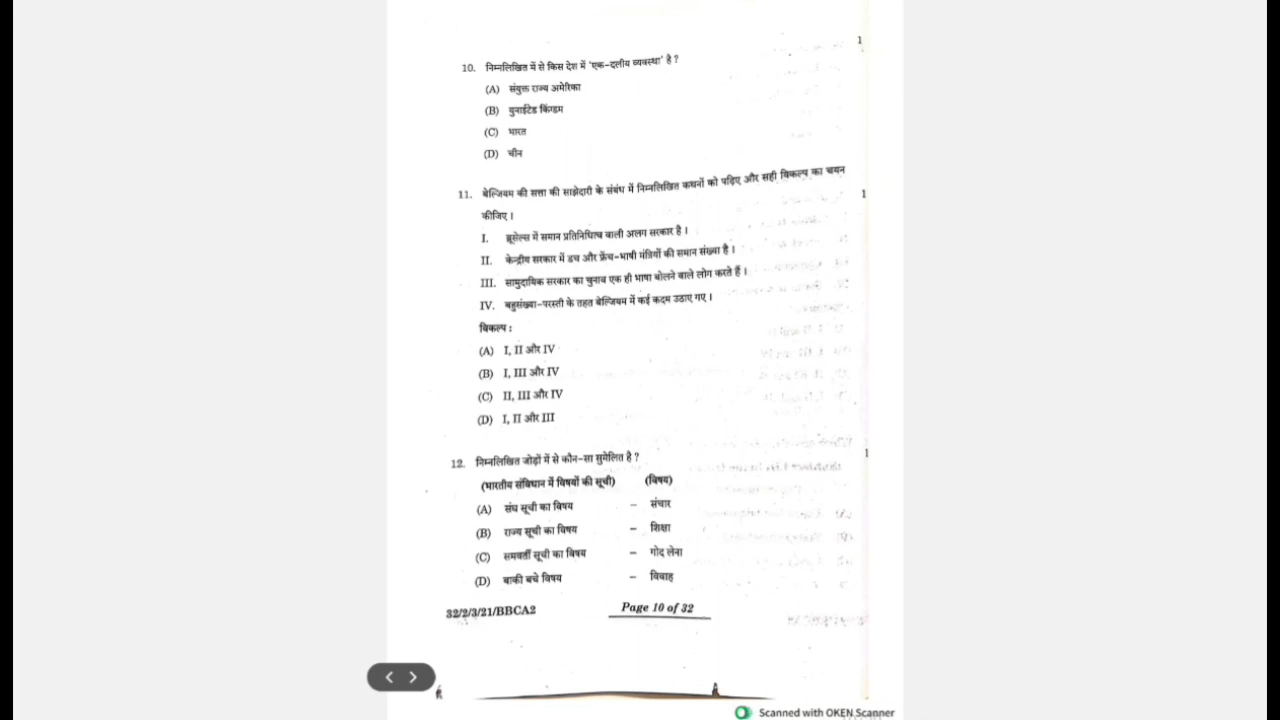 1
10. निम्नलिखित में से किस देश में 'एक-दलीय व्यवस्था' है ?
(A) संयुक्त राज्य अमेरिका
(B) युनाईटेड किंगडम
(C) भारत
(D) चीन
11. बेल्जियम की सत्ता की साझेदारी के संबंध में निम्नलिखित कथनों को पढ़िए और सही विकल्प का चयन
कीजिए । 1
I. ब्रूसेल्स में समान प्रतिनिधित्व वाली अलग सरकार है ।
II. केन्द्रीय सरकार में डच और फ्रेंच-भाषी मंत्रियों की समान संख्या है ।
III. सामुदायिक सरकार का चुनाव एक ही भाषा बोलने वाले लोग करते हैं ।
IV. बहुसंख्या-परस्ती के तहत बेल्जियम में कई कदम उठाए गए ।
विकल्प :
(A) I, II और IV
(B) I, III और IV
(C) II, III और IV
(D) I, II और III
12. निम्नलिखित जोड़ों में से कौन-सा सुमेलित है ? 1
(भारतीय संविधान में विषयों की सूची) (विषय)
(A) संघ सूची का विषय – संचार
(B) राज्य सूची का विषय – शिक्षा
(C) समवर्ती सूची का विषय – गोद लेना
(D) बाकी बचे विषय – विवाह
32/2/3/21/BBCA2 Page 10 of 32
Scanned with OKEN Scanner